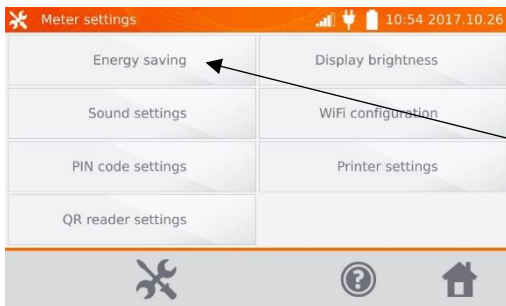 Meter settings 10:54 2017.10.26
Energy saving Display brightness
Sound settings WiFi configuration
PIN code settings Printer settings
QR reader settings
?